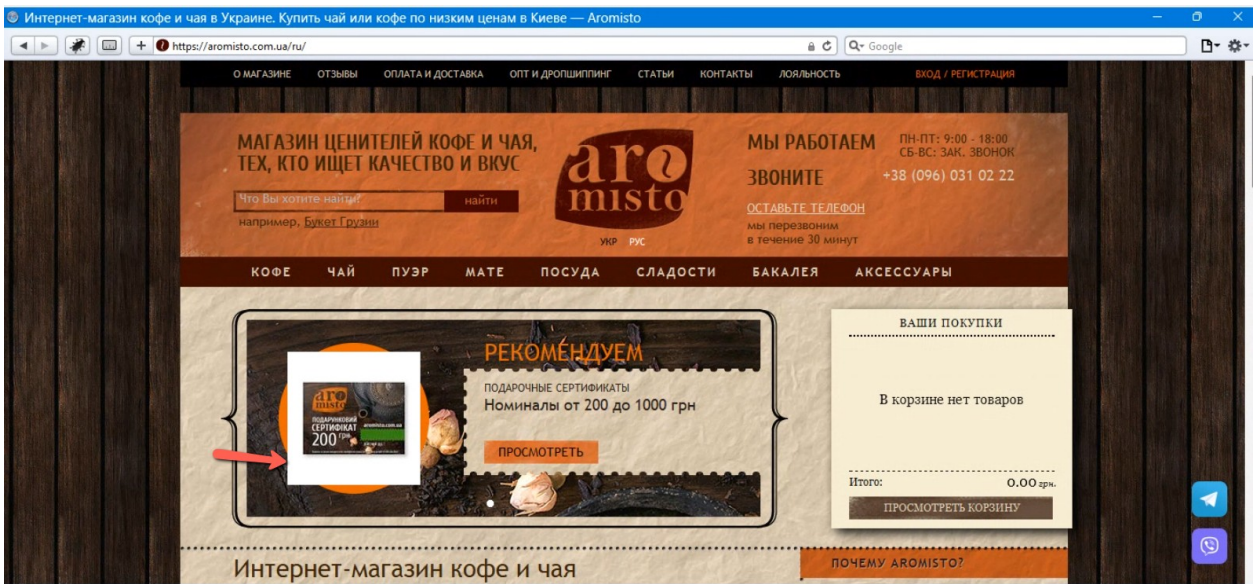 Интернет-магазин кофе и чая в Украине. Купить чай или кофе по низким ценам в Киеве — Aromisto
https://aromisto.com.ua/ru/
Google
О МАГАЗИНЕ ОТЗЫВЫ ОПЛАТА И ДОСТАВКА ОПТ И ДРОПШИППИНГ СТАТЬИ КОНТАКТЫ ЛОЯЛЬНОСТЬ ВХОД / РЕГИСТРАЦИЯ
МАГАЗИН ЦЕНИТЕЛЕЙ КОФЕ И ЧАЯ,
ТЕХ, КТО ИЩЕТ КАЧЕСТВО И ВКУС
Что Вы хотите найти?
найти
например, Букет Грузии
aro
misto
УКР РУС
МЫ РАБОТАЕМ
ПН-ПТ: 9:00 - 18:00
СБ-ВС: ЗАК. ЗВОНОК
ЗВОНИТЕ
+38 (096) 031 02 22
ОСТАВЬТЕ ТЕЛЕФОН
мы перезвоним
в течение 30 минут
КОФЕ ЧАЙ ПУЭР МАТЕ ПОСУДА СЛАДОСТИ БАКАЛЕЯ АКСЕССУАРЫ
РЕКОМЕНДУЕМ
ПОДАРОЧНЫЕ СЕРТИФИКАТЫ
Номиналы от 200 до 1000 грн
ПРОСМОТРЕТЬ
aro
misto
ПОДАРУНКОВИЙ
СЕРТИФІКАТ
200 грн
aromisto.com.ua
ВАШИ ПОКУПКИ
В корзине нет товаров
Итого: 0.00 грн.
ПРОСМОТРЕТЬ КОРЗИНУ
Интернет-магазин кофе и чая
ПОЧЕМУ AROMISTO?